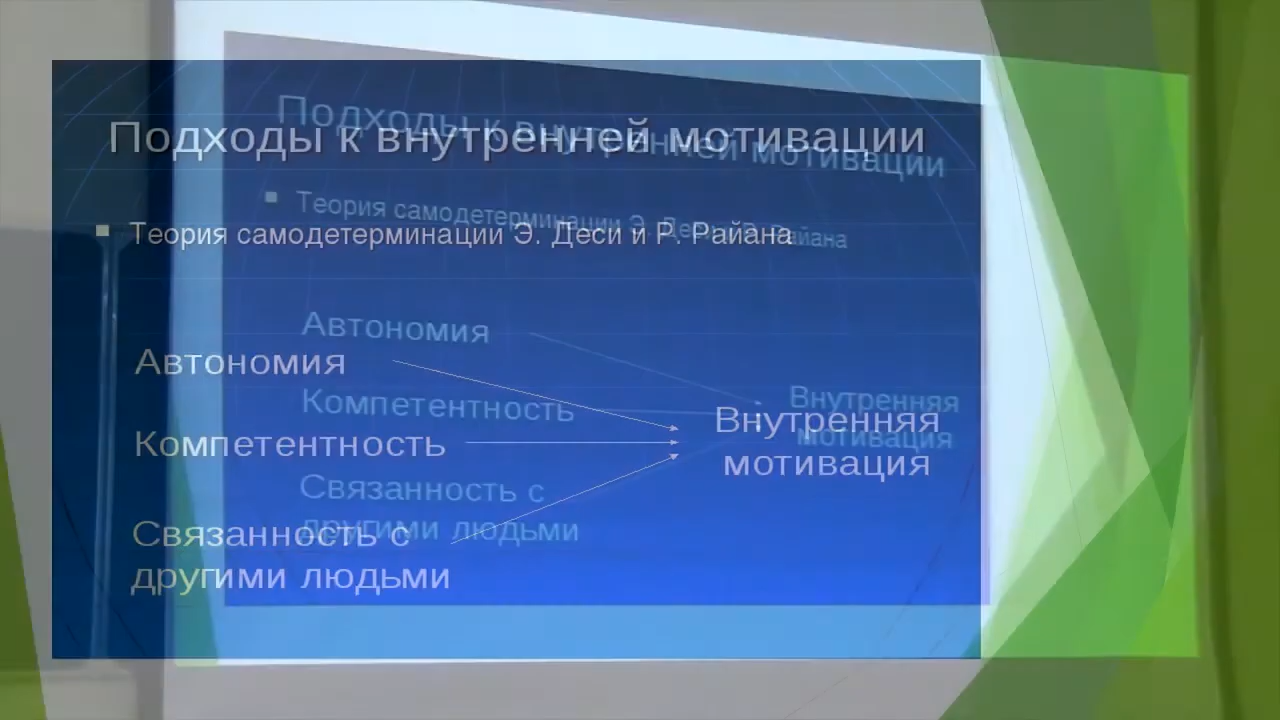 Подходы к внутренней мотивации
Теория самодетерминации Э. Деси и Р. Райана
Автономия
Компетентность
Связанность с
другими людьми
Внутренняя
мотивация